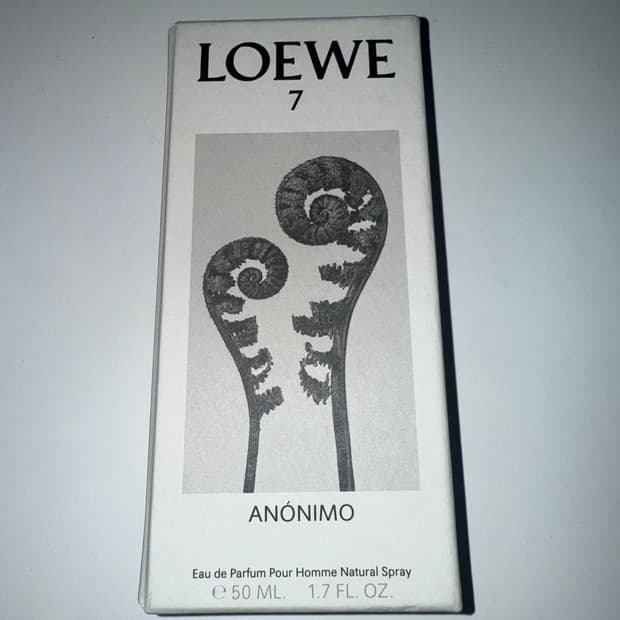 LOEWE
7
ANÓNIMO
Eau de Parfum Pour Homme Natural Spray
℮ 50 ML. 1.7 FL. OZ.